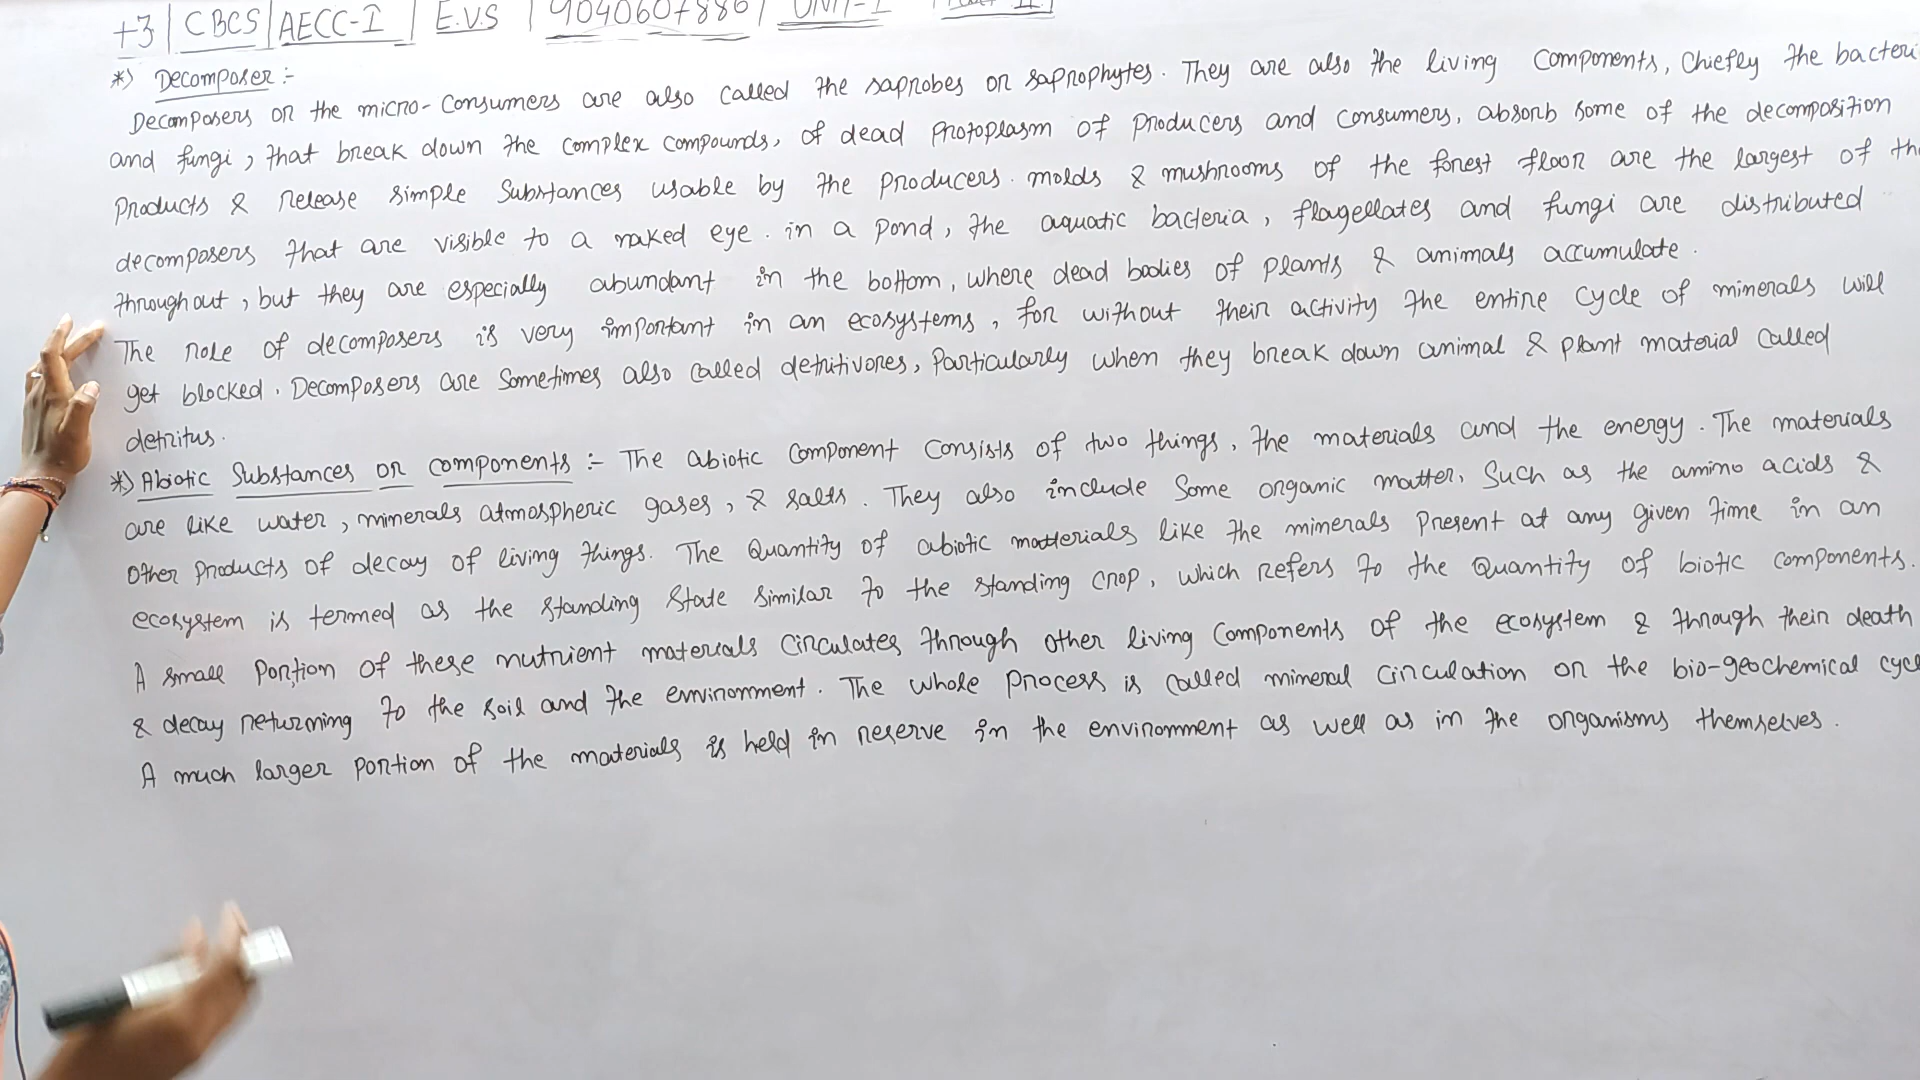 +3 | CBCS | AECC-I | E.V.S | 9040607886 | UNIT-I
*) Decomposer :-
Decomposers or the micro-consumers are also called the saprobes or saprophytes. They are also the living components, chiefly the bacteri
and fungi, that break down the complex compounds, of dead protoplasm of producers and consumers, absorb some of the decomposition
products & release simple substances usable by the producers. molds & mushrooms of the forest floor are the largest of th
decomposers that are visible to a naked eye. in a pond, the aquatic bacteria, flagellates and fungi are distributed
throughout, but they are especially abundant in the bottom, where dead bodies of plants & animals accumulate.
The role of decomposers is very important in an ecosystems, for without their activity the entire cycle of minerals will
get blocked. Decomposers are sometimes also called detritivores, particularly when they break down animal & plant material called
detritus.
*) Abiotic Substances or components :- The abiotic component consists of two things, the materials and the energy. The materials
are like water, minerals atmospheric gases, & salts. They also include some organic matter, such as the amino acids &
other products of decay of living things. The quantity of abiotic matterials like the minerals present at any given time in an
ecosystem is termed as the standing state similar to the standing crop, which refers to the quantity of biotic components.
A small portion of these nutrient materials circulates through other living components of the ecosystem & through their death
& decay returning to the soil and the environment. The whole process is called mineral circulation or the bio-geochemical cycl
A much larger portion of the materials is held in reserve in the environment as well as in the organisms themselves.